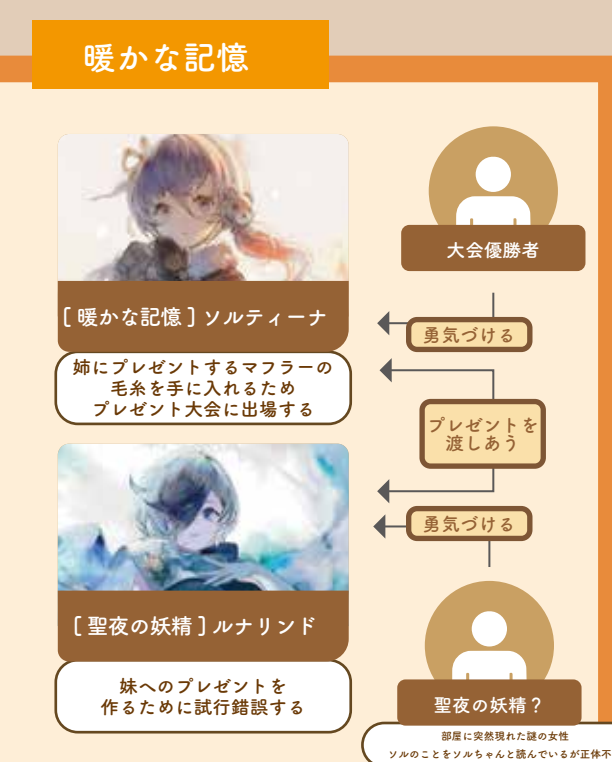 暖かな記憶
大会優勝者
[ 暖かな記憶 ] ソルティーナ
勇気づける
姉にプレゼントするマフラーの
毛糸を手に入れるため
プレゼント大会に出場する
プレゼントを
渡しあう
勇気づける
[ 聖夜の妖精 ] ルナリンド
妹へのプレゼントを
作るために試行錯誤する
聖夜の妖精？
部屋に突然現れた謎の女性
ソルのことをソルちゃんと読んでいるが正体不